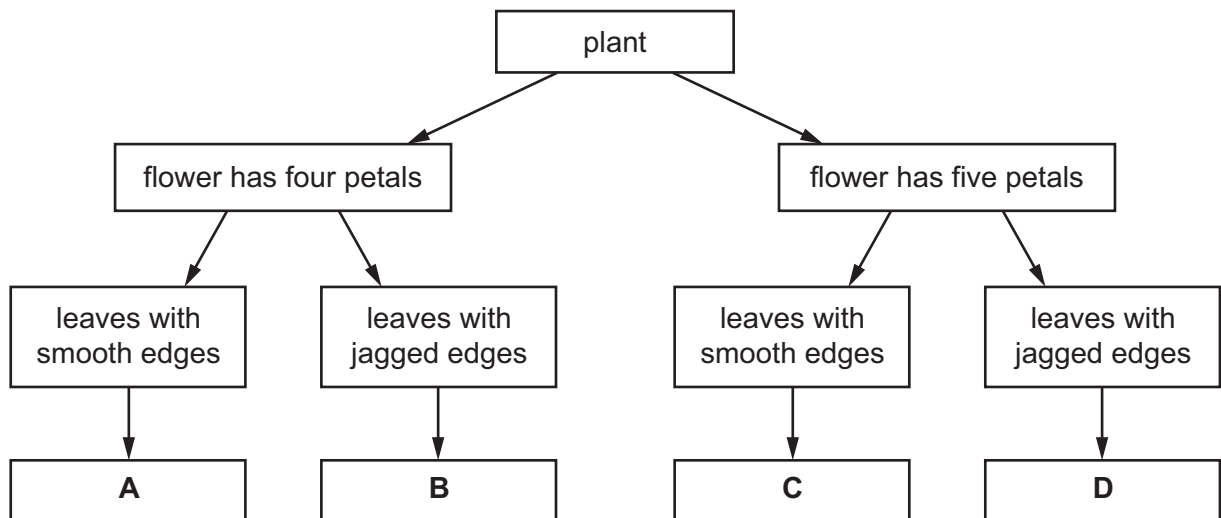 plant
flower has four petals
flower has five petals
leaves with
smooth edges
leaves with
jagged edges
leaves with
smooth edges
leaves with
jagged edges
A
B
C
D